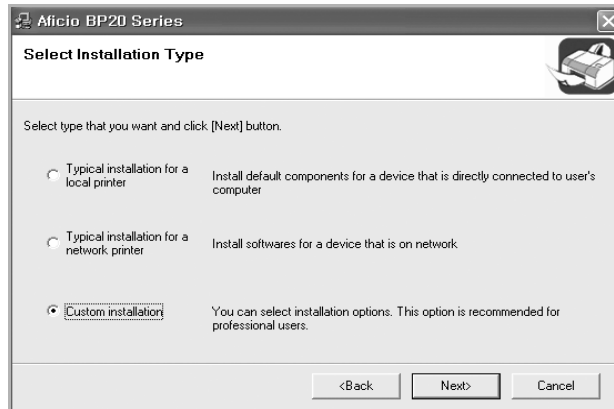 Aficio BP20 Series
Select Installation Type
Select type that you want and click [Next] button.
Typical installation for a
local printer
Install default components for a device that is directly connected to user's
computer
Typical installation for a
network printer
Install softwares for a device that is on network
Custom installation
You can select installation options. This option is recommended for
professional users.
<Back
Next>
Cancel